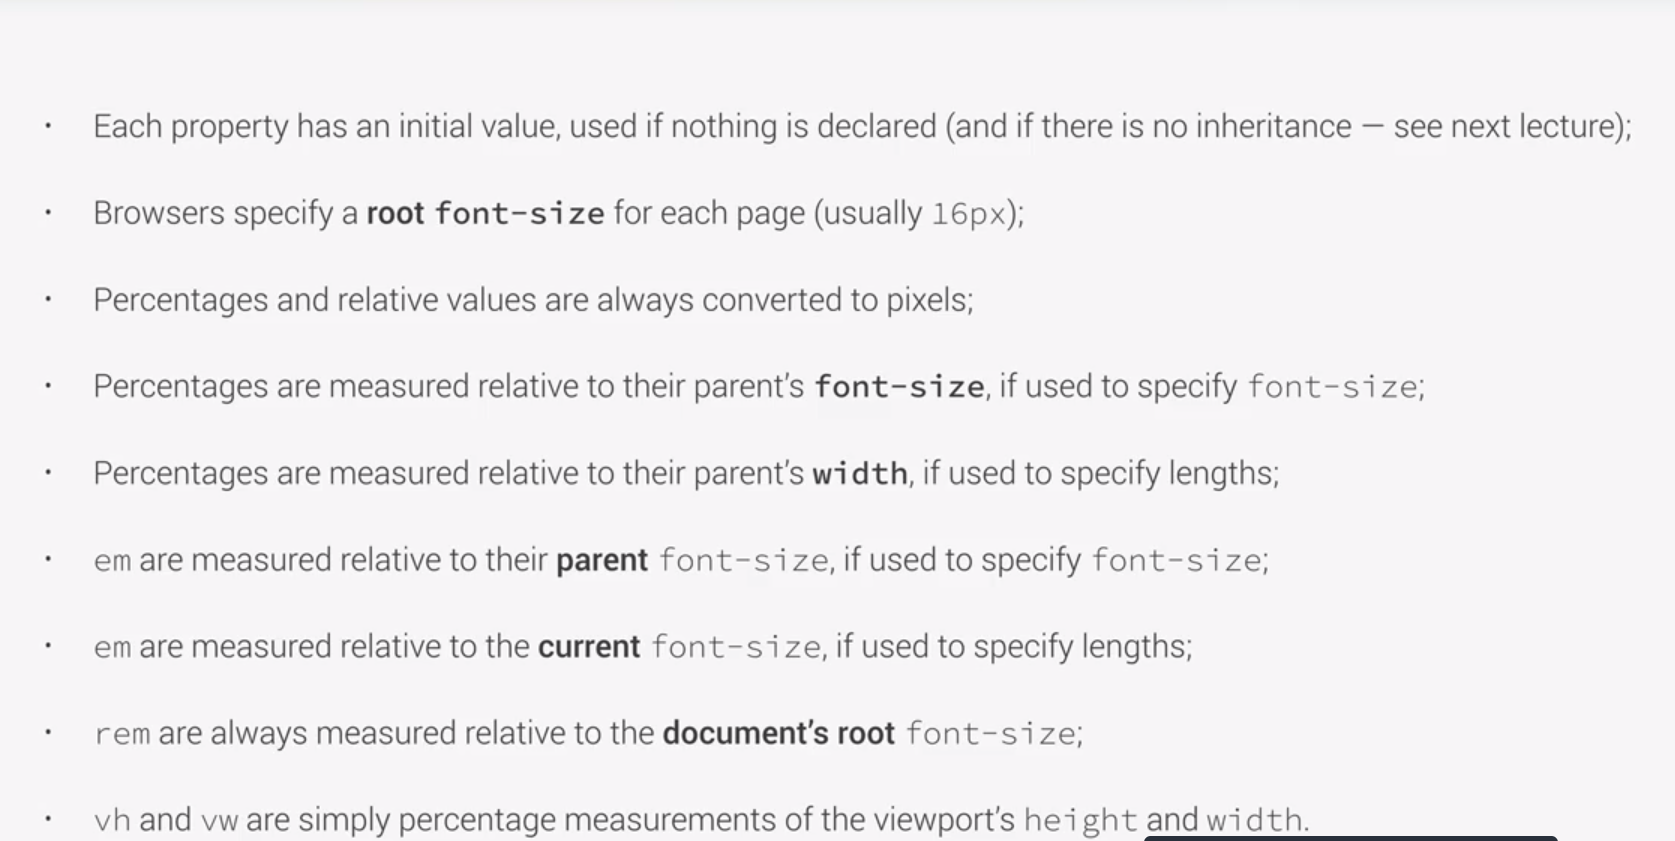 • Each property has an initial value, used if nothing is declared (and if there is no inheritance — see next lecture);
• Browsers specify a root font-size for each page (usually 16px);
• Percentages and relative values are always converted to pixels;
• Percentages are measured relative to their parent's font-size, if used to specify font-size;
• Percentages are measured relative to their parent's width, if used to specify lengths;
• em are measured relative to their parent font-size, if used to specify font-size;
• em are measured relative to the current font-size, if used to specify lengths;
• rem are always measured relative to the document's root font-size;
• vh and vw are simply percentage measurements of the viewport's height and width.